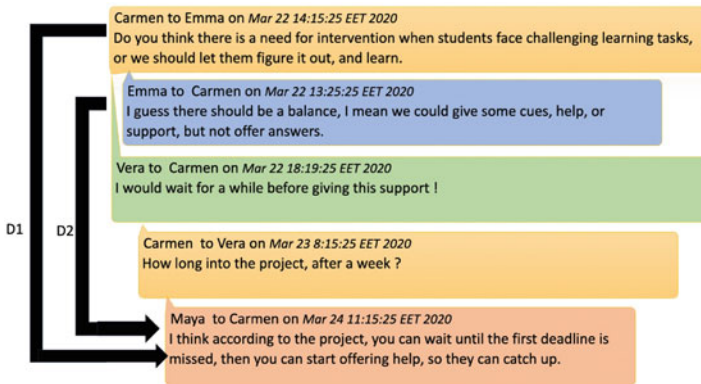 Carmen to Emma on Mar 22 14:15:25 EET 2020
Do you think there is a need for intervention when students face challenging learning tasks,
or we should let them figure it out, and learn.
Emma to Carmen on Mar 22 13:25:25 EET 2020
I guess there should be a balance, I mean we could give some cues, help, or
support, but not offer answers.
Vera to Carmen on Mar 22 18:19:25 EET 2020
I would wait for a while before giving this support !
D1
D2
Carmen to Vera on Mar 23 8:15:25 EET 2020
How long into the project, after a week ?
Maya to Carmen on Mar 24 11:15:25 EET 2020
I think according to the project, you can wait until the first deadline is
missed, then you can start offering help, so they can catch up.